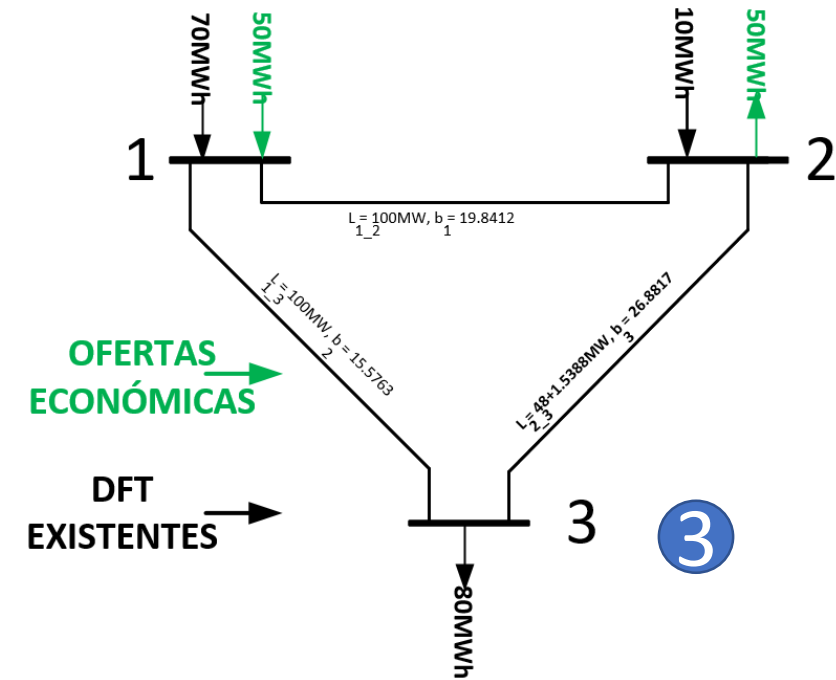 70MWh
50MWh
10MWh
50MWh
1
2
L = 100MW, b = 19.8412
1_2 1
L = 100MW, b = 15.5763
1_3 2
L = 48+1.5388MW, b = 26.8817
2_3 3
OFERTAS
ECONÓMICAS
DFT
EXISTENTES
3
3
80MWh